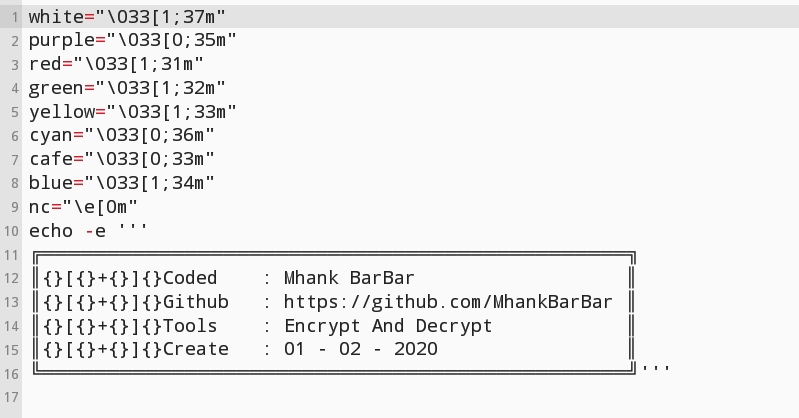 1 white="\033[1;37m"
2 purple="\033[0;35m"
3 red="\033[1;31m"
4 green="\033[1;32m"
5 yellow="\033[1;33m"
6 cyan="\033[0;36m"
7 cafe="\033[0;33m"
8 blue="\033[1;34m"
9 nc="\e[0m"
10 echo -e '''
11 ╔════════════════════════════════════════╗
12 ║{}[{}+{}]{}Coded : Mhank BarBar ║
13 ║{}[{}+{}]{}Github : https://github.com/MhankBarBar ║
14 ║{}[{}+{}]{}Tools : Encrypt And Decrypt ║
15 ║{}[{}+{}]{}Create : 01 - 02 - 2020 ║
16 ╚════════════════════════════════════════╝'''
17